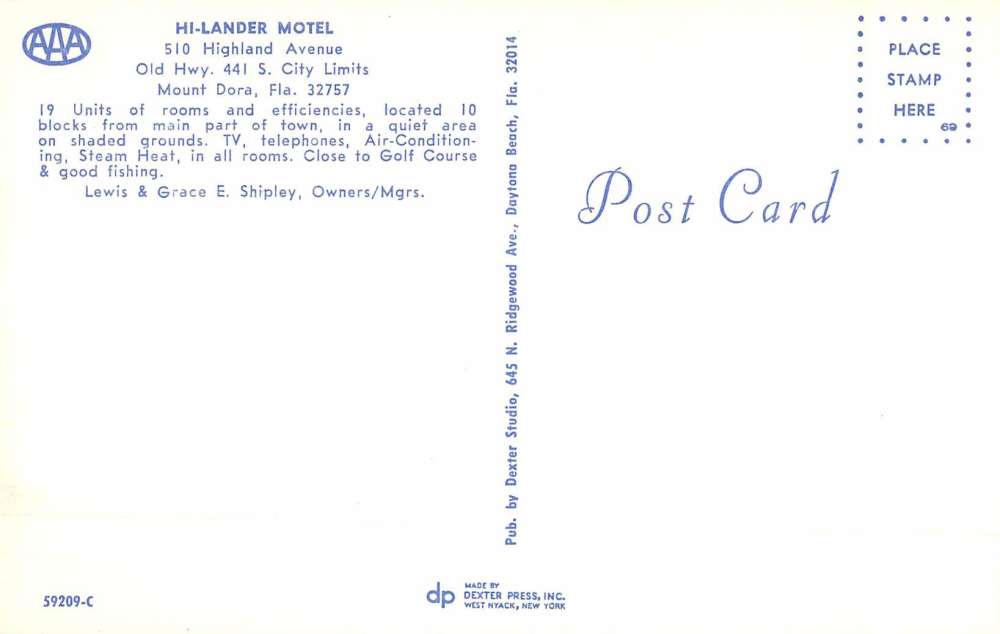 AAA
HI-LANDER MOTEL
510 Highland Avenue
Old Hwy. 441 S. City Limits
Mount Dora, Fla. 32757
19 Units of rooms and efficiencies, located 10
blocks from main part of town, in a quiet area
on shaded grounds. TV, telephones, Air-Condition-
ing, Steam Heat, in all rooms. Close to Golf Course
& good fishing.
Lewis & Grace E. Shipley, Owners/Mgrs.
59209-C
Pub. by Dexter Studio, 645 N. Ridgewood Ave., Daytona Beach, Fla. 32014
dp
MADE BY
DEXTER PRESS, INC.
WEST NYACK, NEW YORK
Post Card
PLACE
STAMP
HERE
69